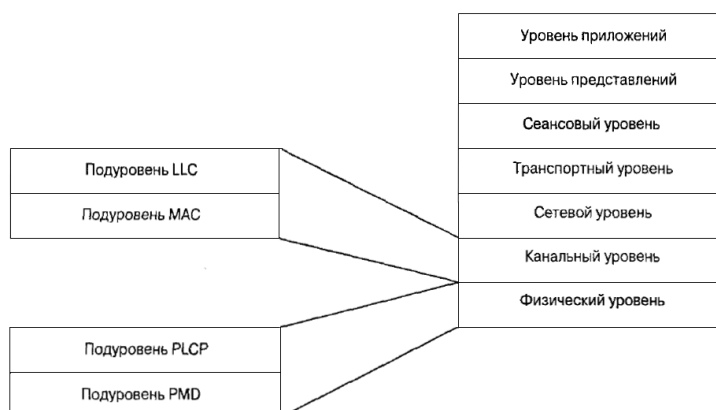 Уровень приложений
Уровень представлений
Сеансовый уровень
Транспортный уровень
Сетевой уровень
Канальный уровень
Физический уровень
Подуровень LLC
Подуровень MAC
Подуровень PLCP
Подуровень PMD